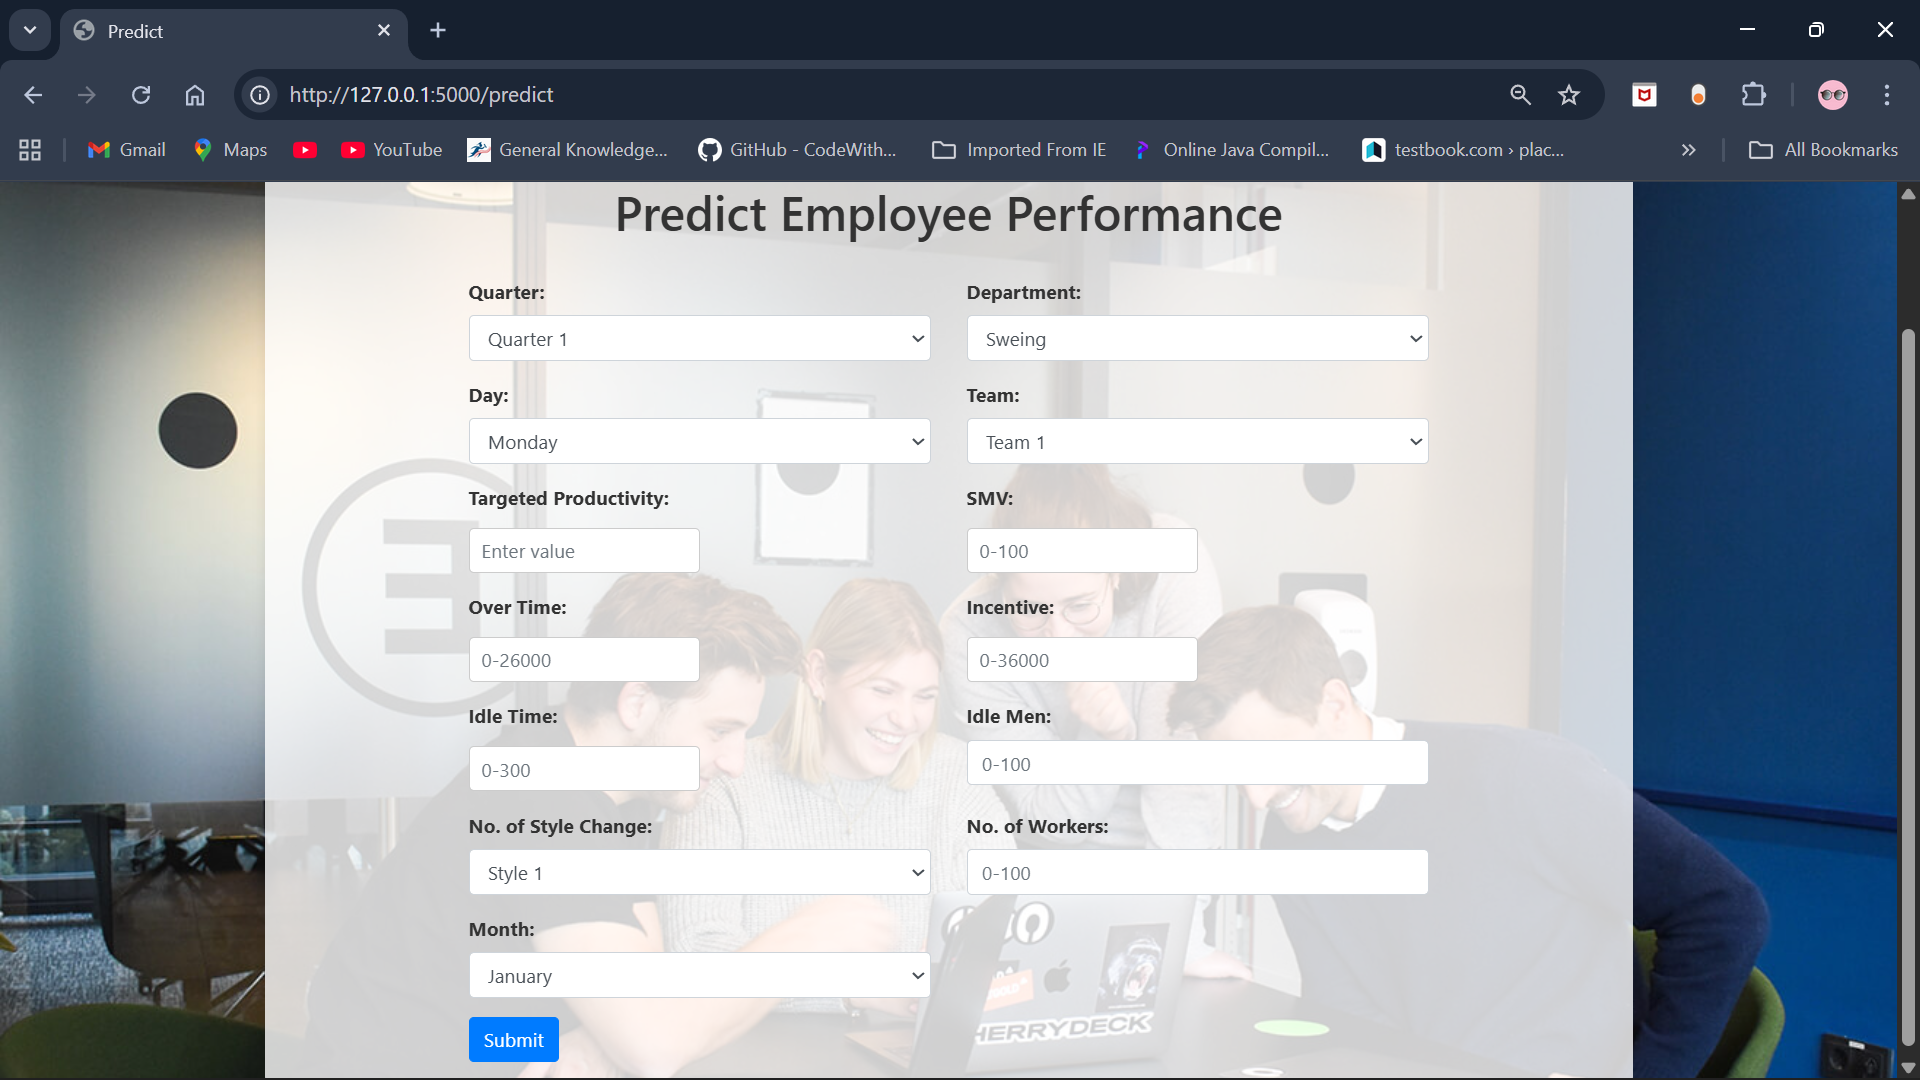 Predict
http://127.0.0.1:5000/predict
Gmail
Maps
YouTube
General Knowledge...
GitHub - CodeWith...
Imported From IE
Online Java Compil...
testbook.com › plac...
»
All Bookmarks
Predict Employee Performance
Quarter:
Department:
Quarter 1
Sweing
Day:
Team:
Monday
Team 1
Targeted Productivity:
SMV:
Enter value
0-100
Over Time:
Incentive:
0-26000
0-36000
Idle Time:
Idle Men:
0-300
0-100
No. of Style Change:
No. of Workers:
Style 1
0-100
Month:
January
HERRYDECK
Submit